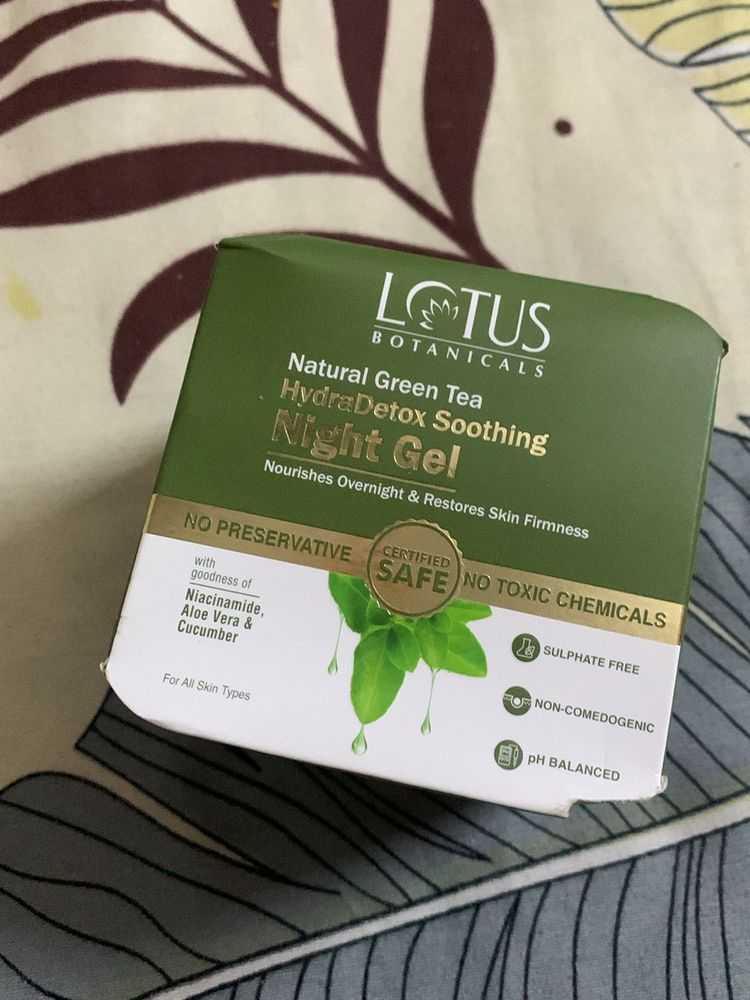 LOTUS
BOTANICALS
Natural Green Tea
HydraDetox Soothing
Night Gel
Nourishes Overnight & Restores Skin Firmness
NO PRESERVATIVE
CERTIFIED
SAFE
NO TOXIC CHEMICALS
with
goodness of
Niacinamide,
Aloe Vera &
Cucumber
For All Skin Types
SULPHATE FREE
NON-COMEDOGENIC
pH BALANCED